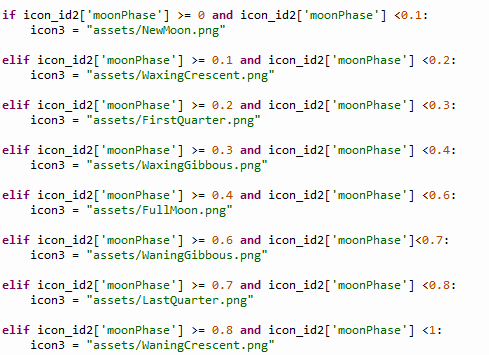 if icon_id2['moonPhase'] >= 0 and icon_id2['moonPhase'] <0.1:
icon3 = "assets/NewMoon.png"
elif icon_id2['moonPhase'] >= 0.1 and icon_id2['moonPhase'] <0.2:
icon3 = "assets/WaxingCrescent.png"
elif icon_id2['moonPhase'] >= 0.2 and icon_id2['moonPhase'] <0.3:
icon3 = "assets/FirstQuarter.png"
elif icon_id2['moonPhase'] >= 0.3 and icon_id2['moonPhase'] <0.4:
icon3 = "assets/WaxingGibbous.png"
elif icon_id2['moonPhase'] >= 0.4 and icon_id2['moonPhase'] <0.6:
icon3 = "assets/FullMoon.png"
elif icon_id2['moonPhase'] >= 0.6 and icon_id2['moonPhase']<0.7:
icon3 = "assets/WaningGibbous.png"
elif icon_id2['moonPhase'] >= 0.7 and icon_id2['moonPhase'] <0.8:
icon3 = "assets/LastQuarter.png"
elif icon_id2['moonPhase'] >= 0.8 and icon_id2['moonPhase'] <1:
icon3 = "assets/WaningCrescent.png"